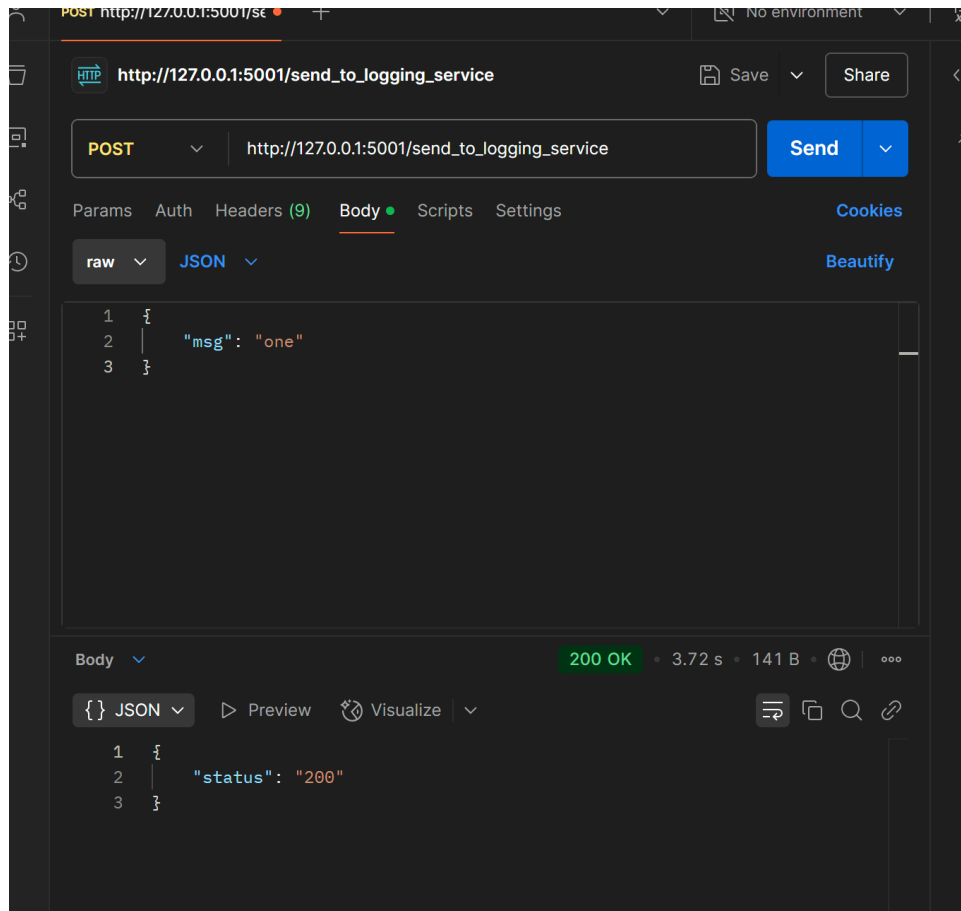 POST http://127.0.0.1:5001/se No environment
HTTP http://127.0.0.1:5001/send_to_logging_service Save Share
POST http://127.0.0.1:5001/send_to_logging_service Send
Params Auth Headers (9) Body Scripts Settings Cookies
raw JSON Beautify
1 {
2 "msg": "one"
3 }
Body 200 OK 3.72 s 141 B
{} JSON Preview Visualize
1 {
2 "status": "200"
3 }